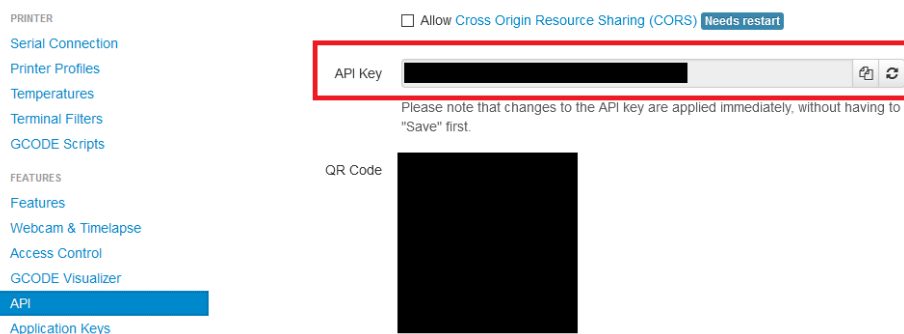 PRINTER
Serial Connection
Printer Profiles
Temperatures
Terminal Filters
GCODE Scripts
FEATURES
Features
Webcam & Timelapse
Access Control
GCODE Visualizer
API
Application Keys
Allow Cross Origin Resource Sharing (CORS) Needs restart
API Key
Please note that changes to the API key are applied immediately, without having to
"Save" first.
QR Code